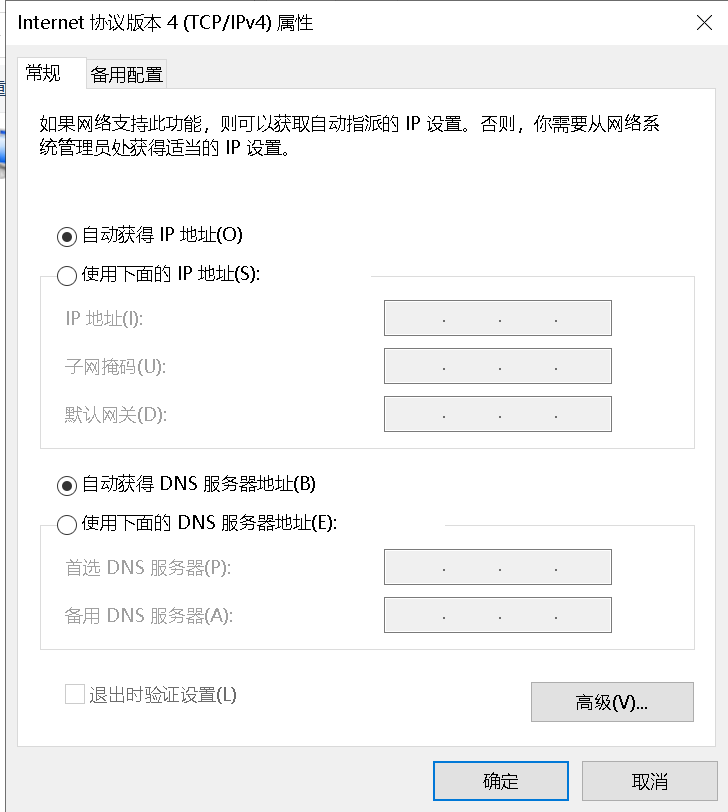 Internet 协议版本 4 (TCP/IPv4) 属性
常规
备用配置
如果网络支持此功能，则可以获取自动指派的 IP 设置。否则，你需要从网络系
统管理员处获得适当的 IP 设置。
自动获得 IP 地址(O)
使用下面的 IP 地址(S):
IP 地址(I):
子网掩码(U):
默认网关(D):
自动获得 DNS 服务器地址(B)
使用下面的 DNS 服务器地址(E):
首选 DNS 服务器(P):
备用 DNS 服务器(A):
退出时验证设置(L)
高级(V)...
确定
取消